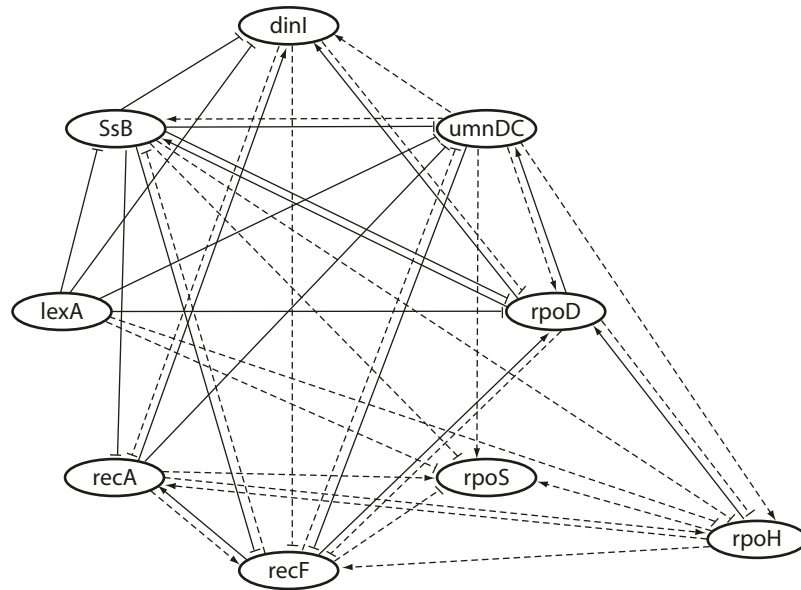 dinI
SsB
umnDC
lexA
rpoD
recA
rpoS
rpoH
recF